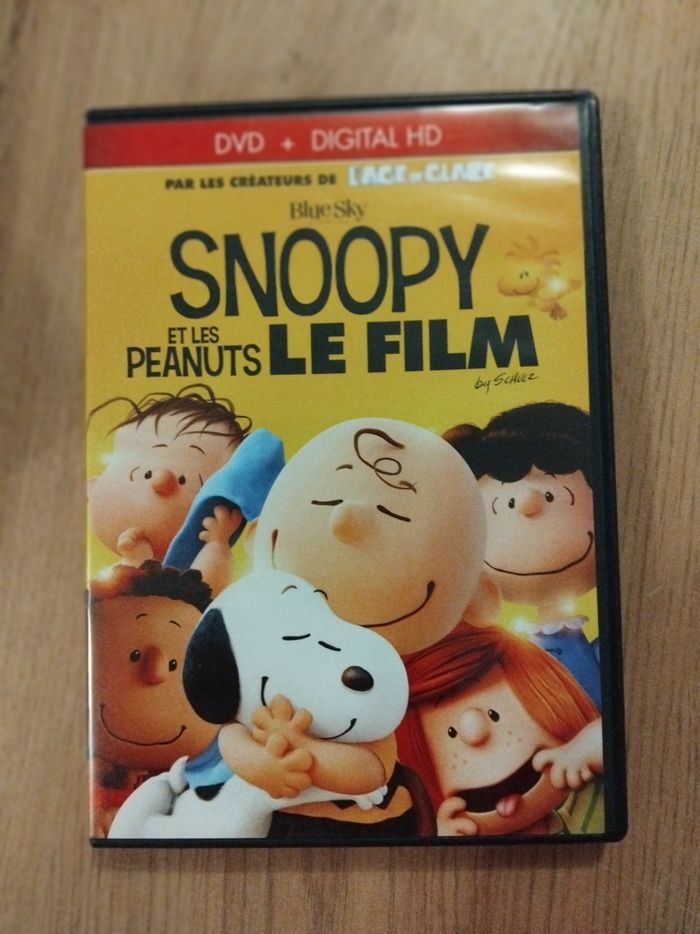 DVD + DIGITAL HD
PAR LES CRÉATEURS DE
Blue Sky
SNOOPY
ET LES
PEANUTS LE FILM
by SCHULZ